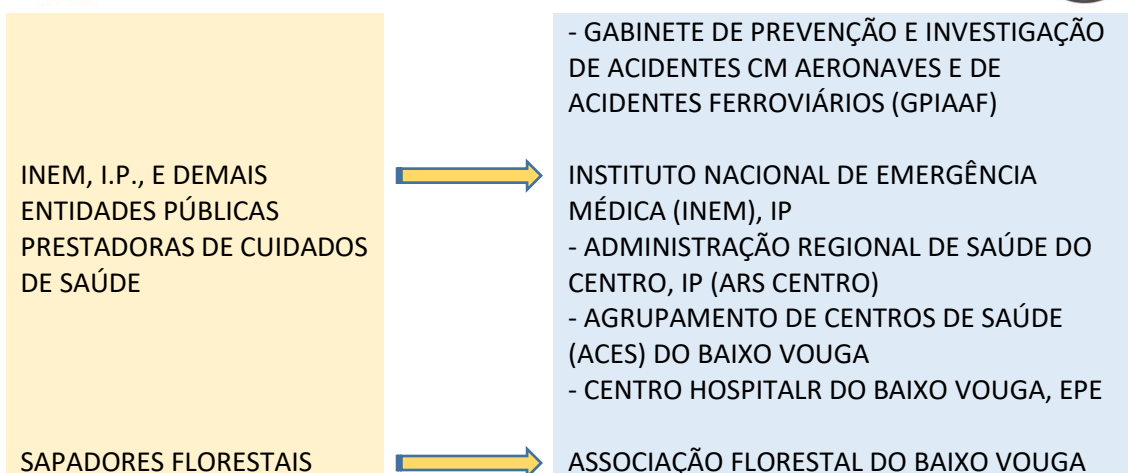 - GABINETE DE PREVENÇÃO E INVESTIGAÇÃO
DE ACIDENTES CM AERONAVES E DE
ACIDENTES FERROVIÁRIOS (GPIAAF)
INEM, I.P., E DEMAIS
ENTIDADES PÚBLICAS
PRESTADORAS DE CUIDADOS
DE SAÚDE
INSTITUTO NACIONAL DE EMERGÊNCIA
MÉDICA (INEM), IP
- ADMINISTRAÇÃO REGIONAL DE SAÚDE DO
CENTRO, IP (ARS CENTRO)
- AGRUPAMENTO DE CENTROS DE SAÚDE
(ACES) DO BAIXO VOUGA
- CENTRO HOSPITALR DO BAIXO VOUGA, EPE
SAPADORES FLORESTAIS
ASSOCIAÇÃO FLORESTAL DO BAIXO VOUGA